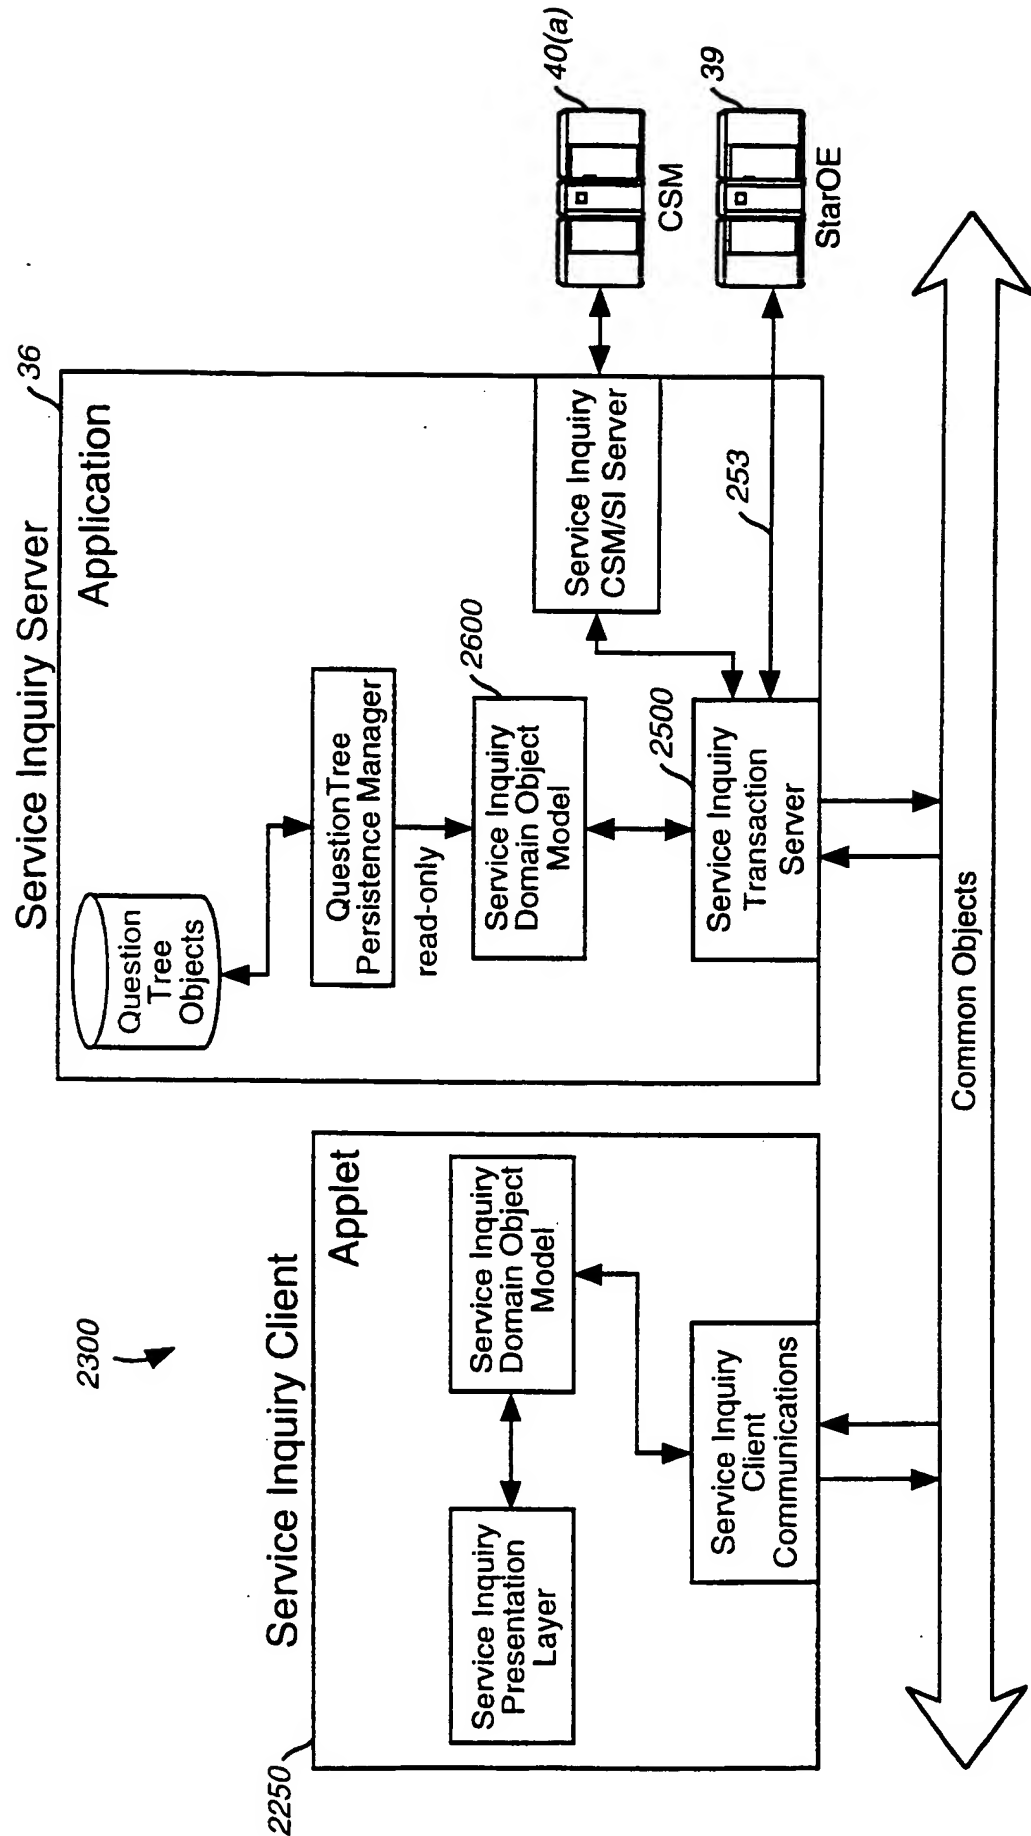 2300
Service Inquiry Client
2250
Applet
Service Inquiry
Presentation
Layer
Service Inquiry
Domain Object
Model
Service Inquiry
Client
Communications
Service Inquiry Server
36
Application
Question
Tree
Objects
QuestionTree
Persistence Manager
read-only
2600
Service Inquiry
Domain Object
Model
2500
Service Inquiry
Transaction
Server
Service Inquiry
CSM/SI Server
253
40(a)
CSM
39
StarOE
Common Objects